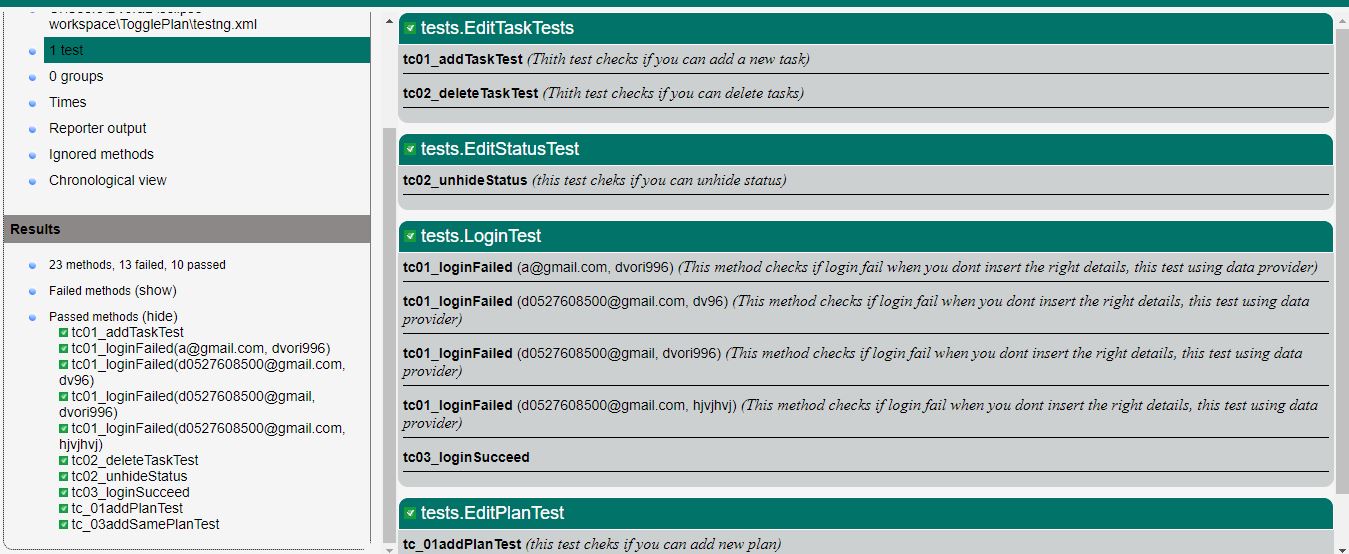 workspace\TogglePlan\testng.xml
1 test
0 groups
Times
Reporter output
Ignored methods
Chronological view
Results
23 methods, 13 failed, 10 passed
Failed methods (show)
Passed methods (hide)
tc01_addTaskTest
tc01_loginFailed(a@gmail.com, dvori996)
tc01_loginFailed(d0527608500@gmail.com,
dv96)
tc01_loginFailed(d0527608500@gmail,
dvori996)
tc01_loginFailed(d0527608500@gmail.com,
hjvjhvj)
tc02_deleteTaskTest
tc02_unhideStatus
tc03_loginSucceed
tc_01addPlanTest
tc_03addSamePlanTest
tests.EditTaskTests
tc01_addTaskTest (Thith test checks if you can add a new task)
tc02_deleteTaskTest (Thith test checks if you can delete tasks)
tests.EditStatusTest
tc02_unhideStatus (this test cheks if you can unhide status)
tests.LoginTest
tc01_loginFailed (a@gmail.com, dvori996) (This method checks if login fail when you dont insert the right details, this test using data provider)
tc01_loginFailed (d0527608500@gmail.com, dv96) (This method checks if login fail when you dont insert the right details, this test using data
provider)
tc01_loginFailed (d0527608500@gmail, dvori996) (This method checks if login fail when you dont insert the right details, this test using data
provider)
tc01_loginFailed (d0527608500@gmail.com, hjvjhvj) (This method checks if login fail when you dont insert the right details, this test using data
provider)
tc03_loginSucceed
tests.EditPlanTest
tc_01addPlanTest (this test cheks if you can add new plan)